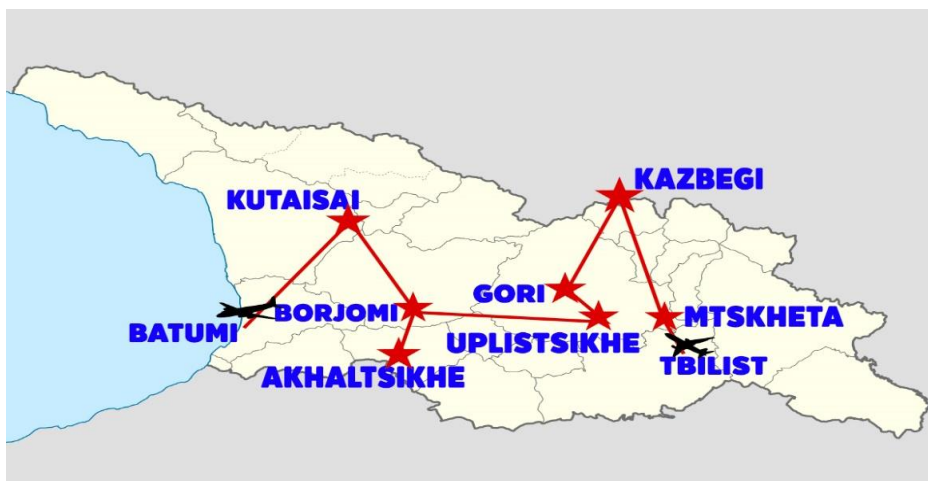 KAZBEGI
KUTAISAI
GORI
BORJOMI
MTSKHETA
BATUMI
UPLISTSIKHE
TBILIST
AKHALTSIKHE